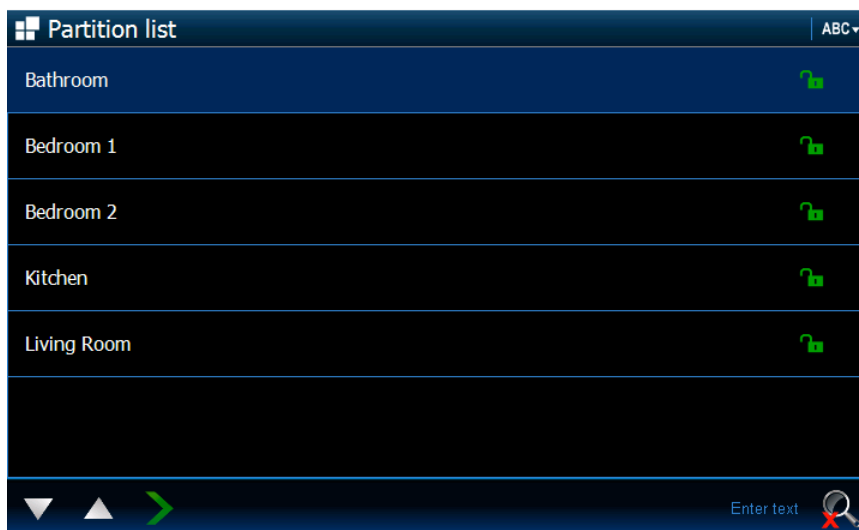 Partition list
ABC
Bathroom
Bedroom 1
Bedroom 2
Kitchen
Living Room
Enter text